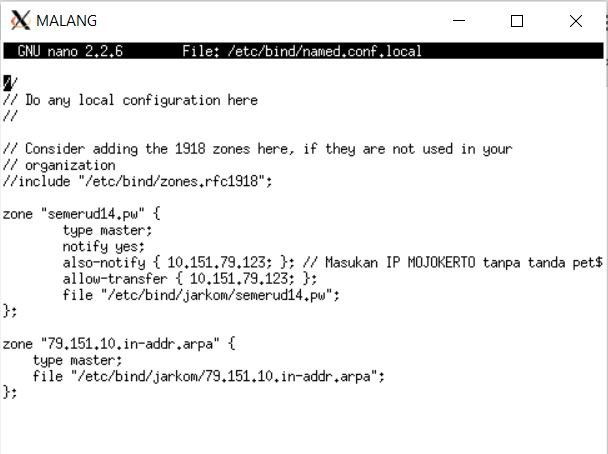 MALANG
GNU nano 2.2.6 File: /etc/bind/named.conf.local
//
// Do any local configuration here
//
// Consider adding the 1918 zones here, if they are not used in your
// organization
//include "/etc/bind/zones.rfc1918";
zone "semerud14.pw" {
type master;
notify yes;
also-notify { 10.151.79.123; }; // Masukan IP MOJOKERTO tanpa tanda pet$
allow-transfer { 10.151.79.123; };
file "/etc/bind/jarkom/semerud14.pw";
};
zone "79.151.10.in-addr.arpa" {
type master;
file "/etc/bind/jarkom/79.151.10.in-addr.arpa";
};